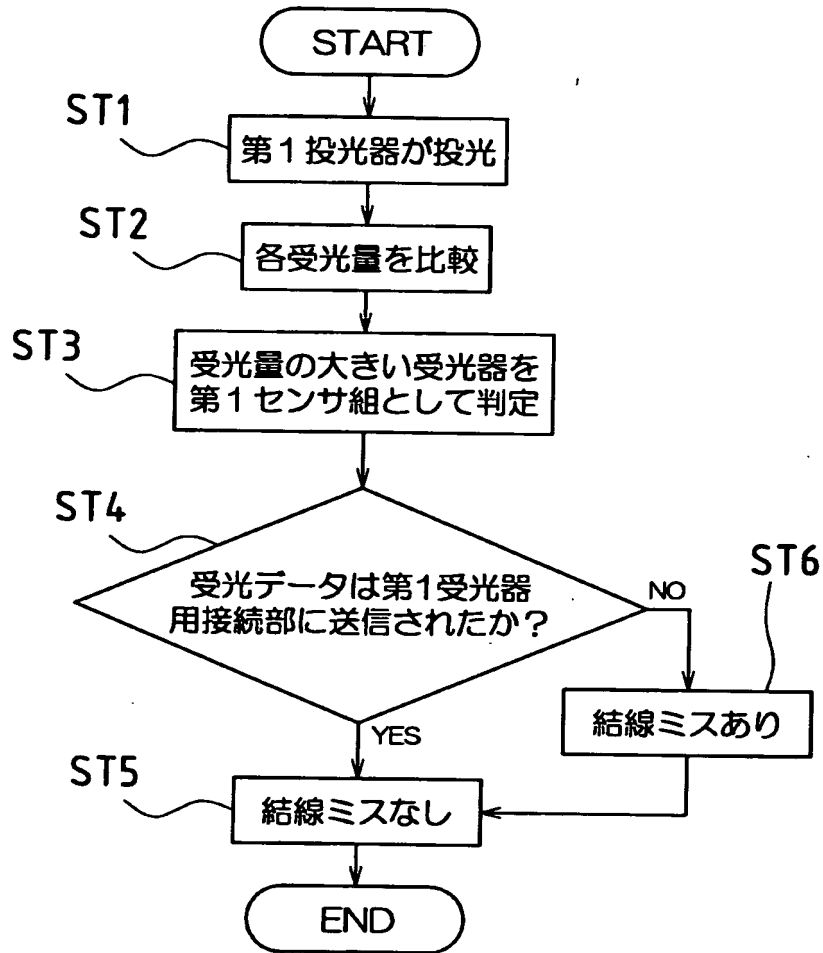 START
ST1
第1投光器が投光
ST2
各受光量を比較
ST3
受光量の大きい受光器を
第1センサ組として判定
ST4
受光データは第1受光器
用接続部に送信されたか？
NO
ST6
結線ミスあり
YES
ST5
結線ミスなし
END